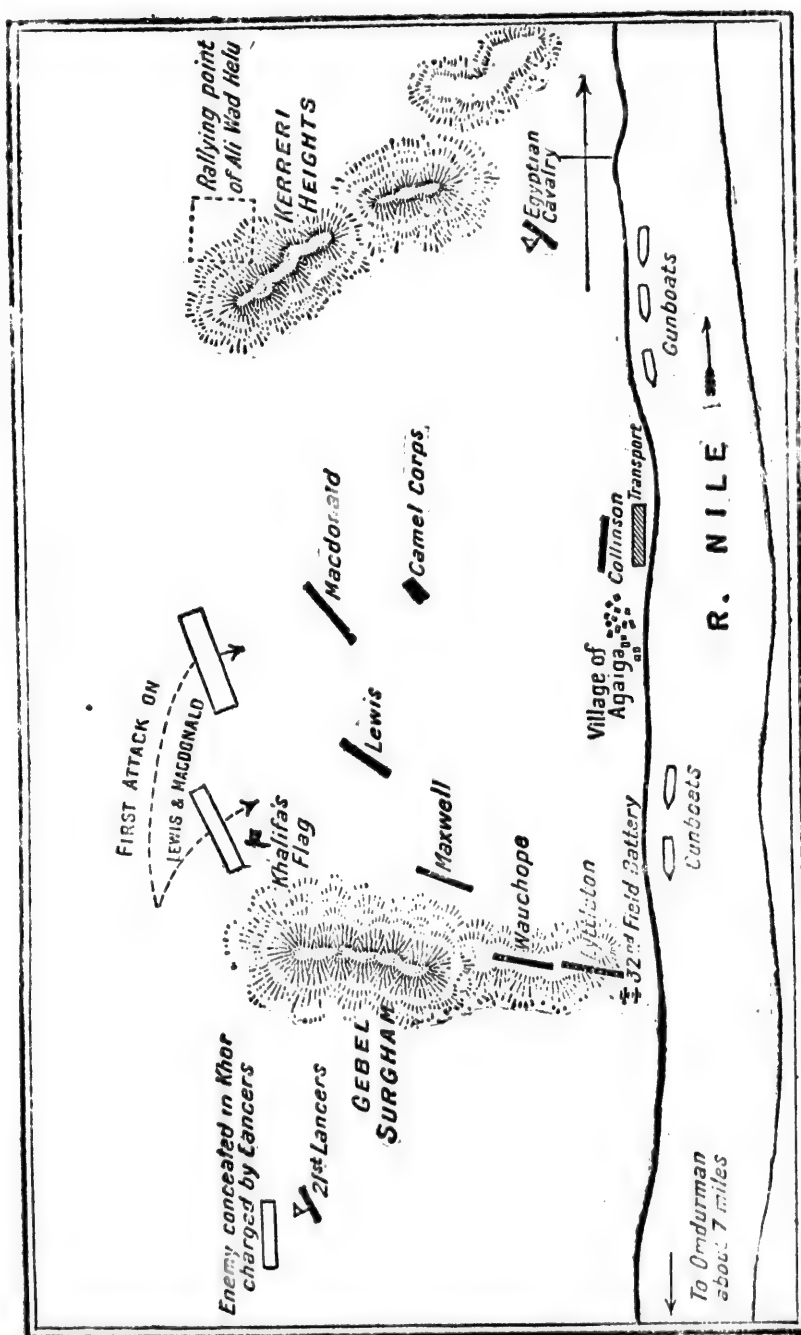 Rallying point
of Ali Wad Helu
KERRERI
HEIGHTS
Egyptian
Cavalry
Gunboats
FIRST ATTACK ON
LEWIS & MACDONALD
Macdonald
Camel Corps
Collinson
Transport
R. NILE
Khalifa's
Flag
Lewis
Maxwell
Village of
Agaiga
Wauchope
Lyttleton
32nd Field Battery
Gunboats
Enemy concealed in Khor
charged by Lancers
21st Lancers
GEBEL
SURGHAM
To Omdurman
about 7 miles